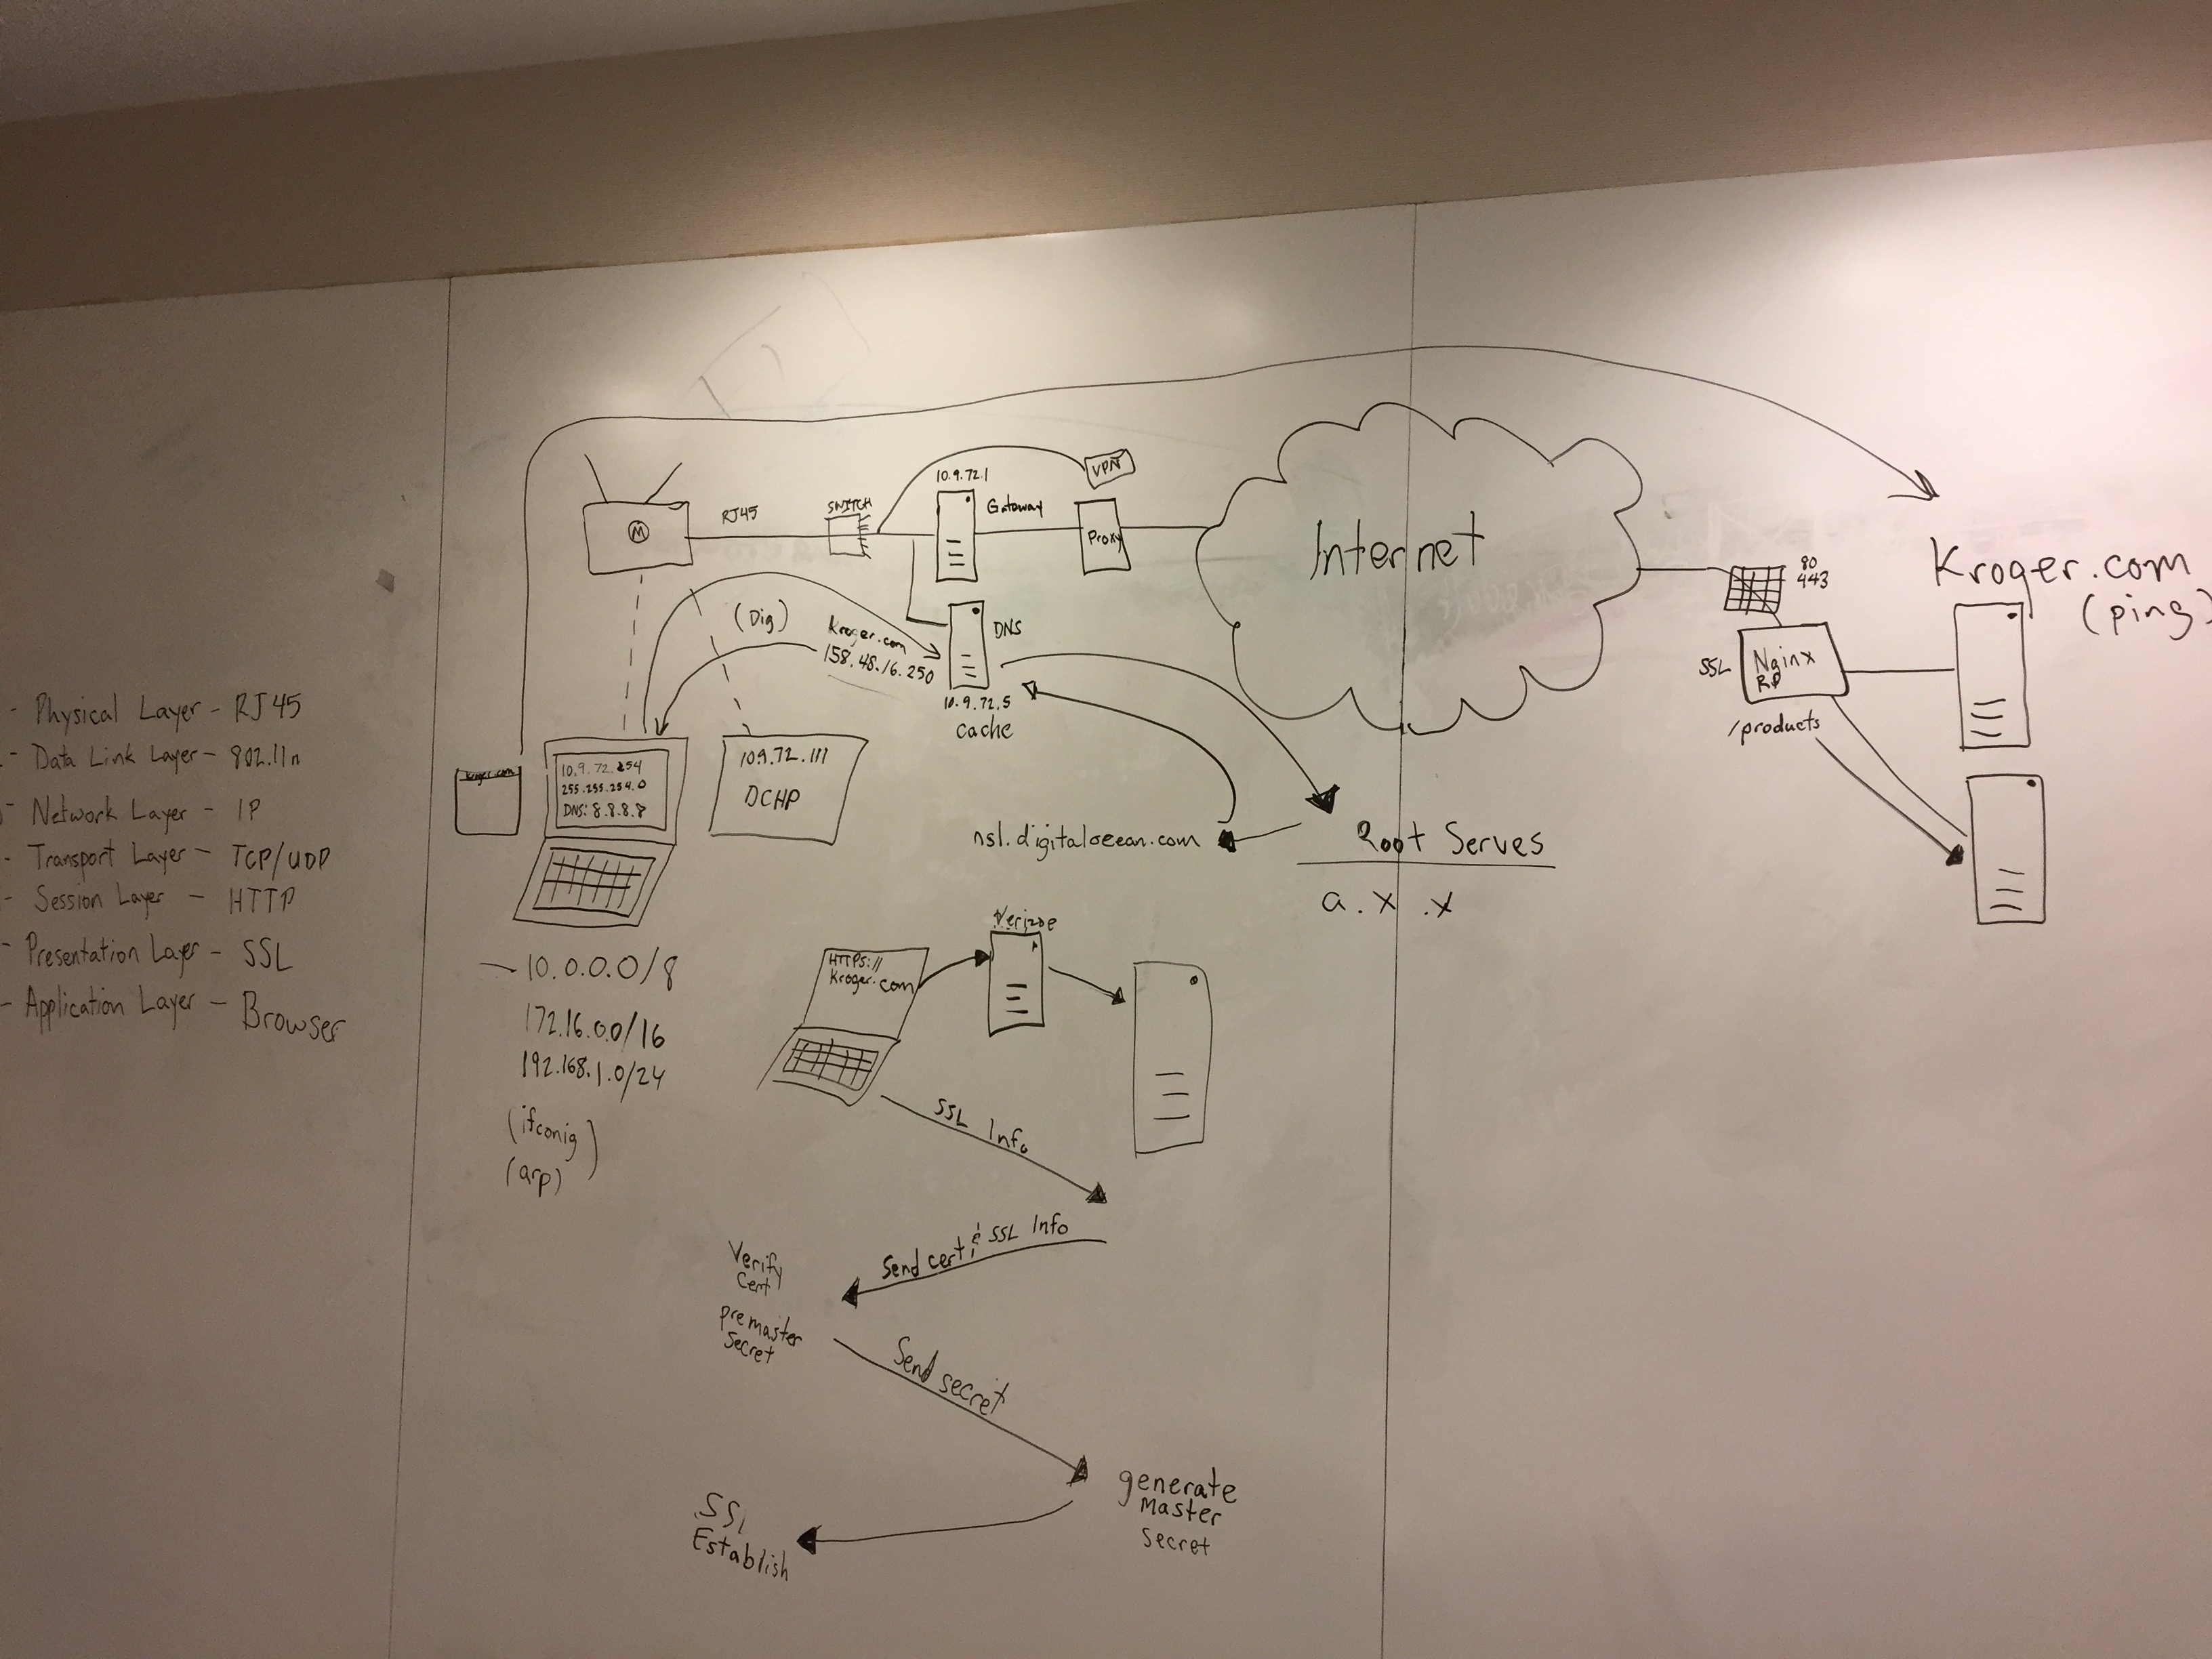 - Physical Layer - RJ45
- Data Link Layer - 802.11n
- Network Layer - IP
- Transport Layer - TCP/UDP
- Session Layer - HTTP
- Presentation Layer - SSL
- Application Layer - Browser
M
RJ45
SWITCH
10.9.72.1
Gateway
VPN
Proxy
Internet
80
443
Kroger.com
(ping)
SSL
Nginx
RP
/products
(Dig)
Kroger.com
158.48.16.250
DNS
10.9.72.5
cache
kroger.com
10.9.72.254
255.255.254.0
DNS: 8.8.8.8
109.72.111
DCHP
ns1.digitaloceean.com
Root Serves
a.x.x
- 10.0.0.0/8
172.16.0.0/16
192.168.1.0/24
(ifconig)
(arp)
HTTPS://
Kroger.com
SSL Info
Send cert & SSL Info
Verify
Cert
premaster
Secret
Send secret
generate
Master
Secret
SSL
Establish